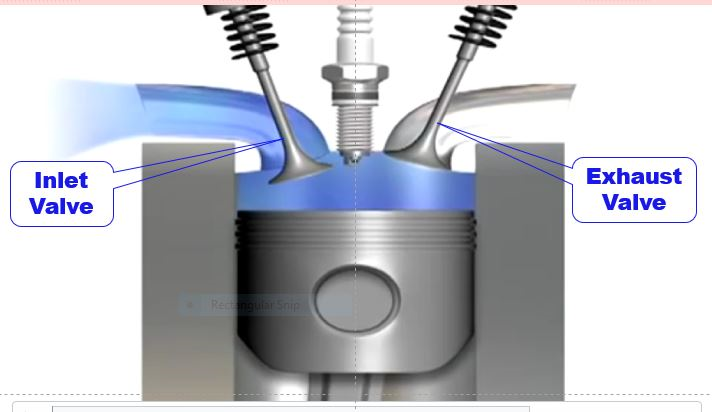 Inlet
Valve
Exhaust
Valve
Rectangular Snip